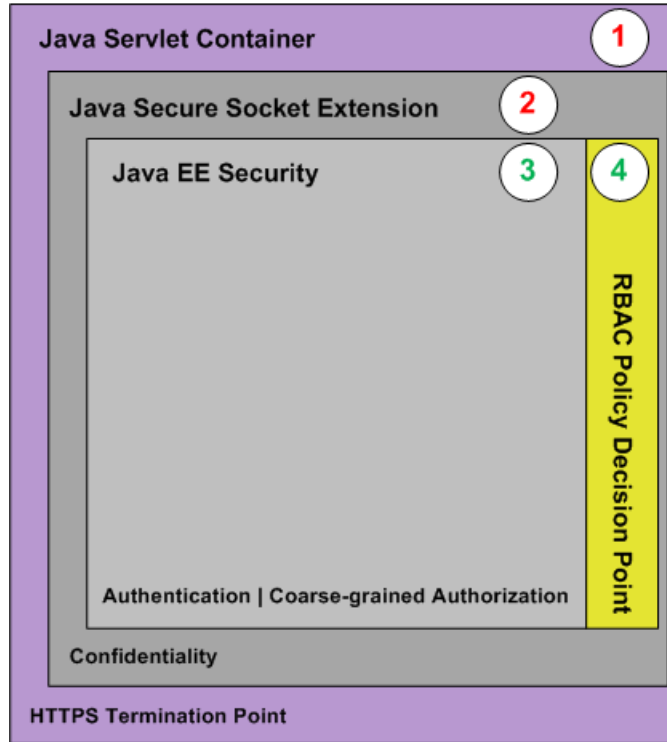 Java Servlet Container
1
Java Secure Socket Extension
2
Java EE Security
3
4
RBAC Policy Decision Point
Authentication | Coarse-grained Authorization
Confidentiality
HTTPS Termination Point